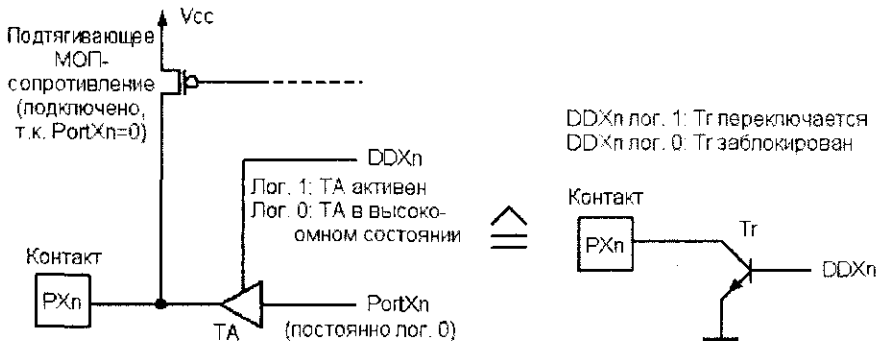 Vcc
Подтягивающее
МОП-
сопротивление
(подключено,
т.к. PortXn=0)
DDXn
Лог. 1: ТА активен
Лог. 0: ТА в высоко-
омном состоянии
Контакт
PXn
ТА
PortXn
(постоянно лог. 0)
DDXn лог. 1: Tr переключается
DDXn лог. 0: Tr заблокирован
Контакт
PXn
Tr
DDXn